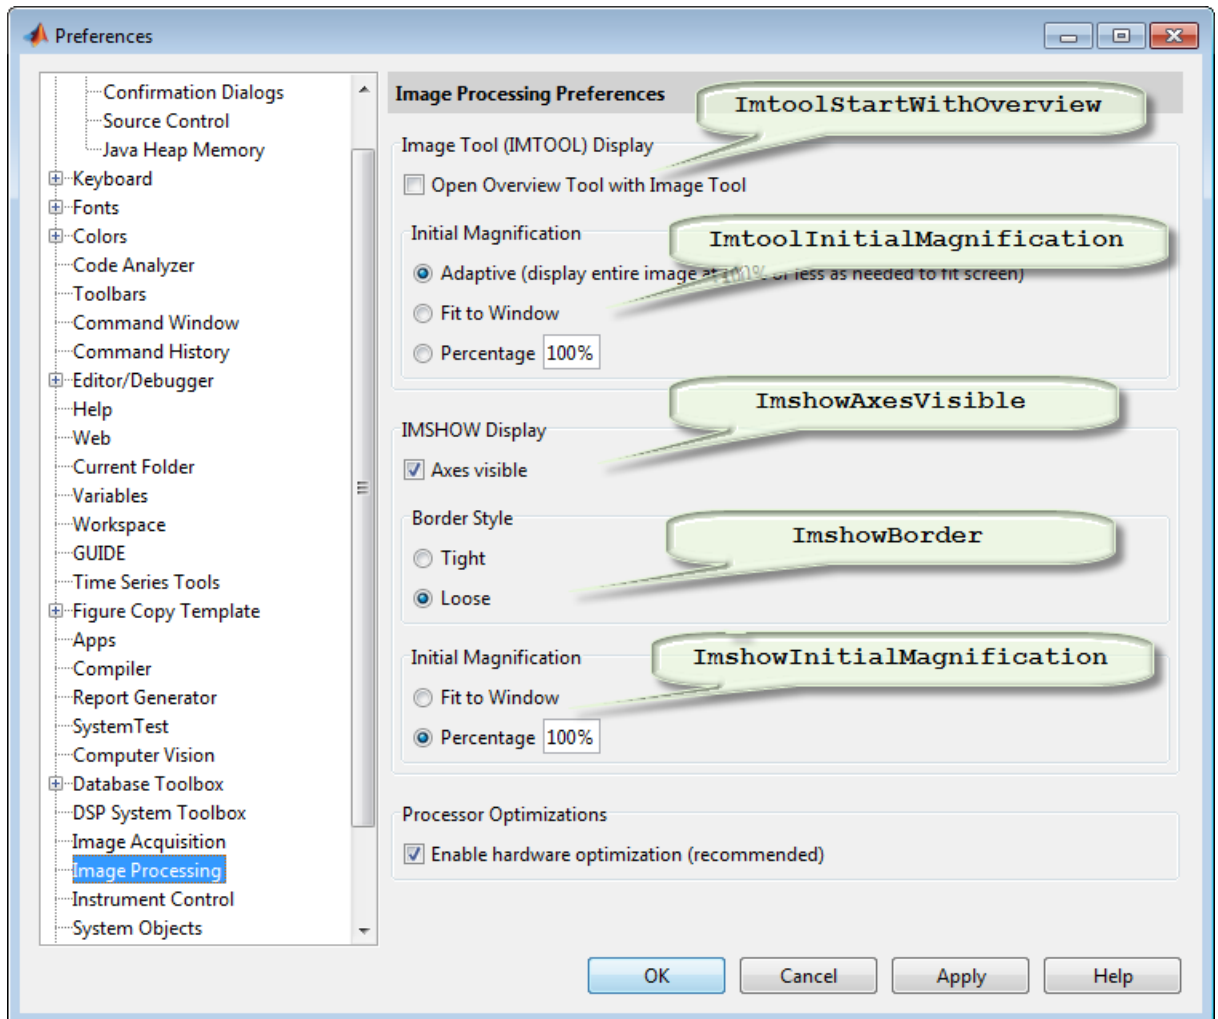 Preferences
Confirmation Dialogs
Source Control
Java Heap Memory
Keyboard
Fonts
Colors
Code Analyzer
Toolbars
Command Window
Command History
Editor/Debugger
Help
Web
Current Folder
Variables
Workspace
GUIDE
Time Series Tools
Figure Copy Template
Apps
Compiler
Report Generator
SystemTest
Computer Vision
Database Toolbox
DSP System Toolbox
Image Acquisition
Image Processing
Instrument Control
System Objects
Image Processing Preferences
ImtoolStartWithOverview
Image Tool (IMTOOL) Display
Open Overview Tool with Image Tool
Initial Magnification
ImtoolInitialMagnification
Adaptive (display entire image at 100% or less as needed to fit screen)
Fit to Window
Percentage 100%
ImshowAxesVisible
IMSHOW Display
Axes visible
Border Style
ImshowBorder
Tight
Loose
Initial Magnification
ImshowInitialMagnification
Fit to Window
Percentage 100%
Processor Optimizations
Enable hardware optimization (recommended)
OK Cancel Apply Help